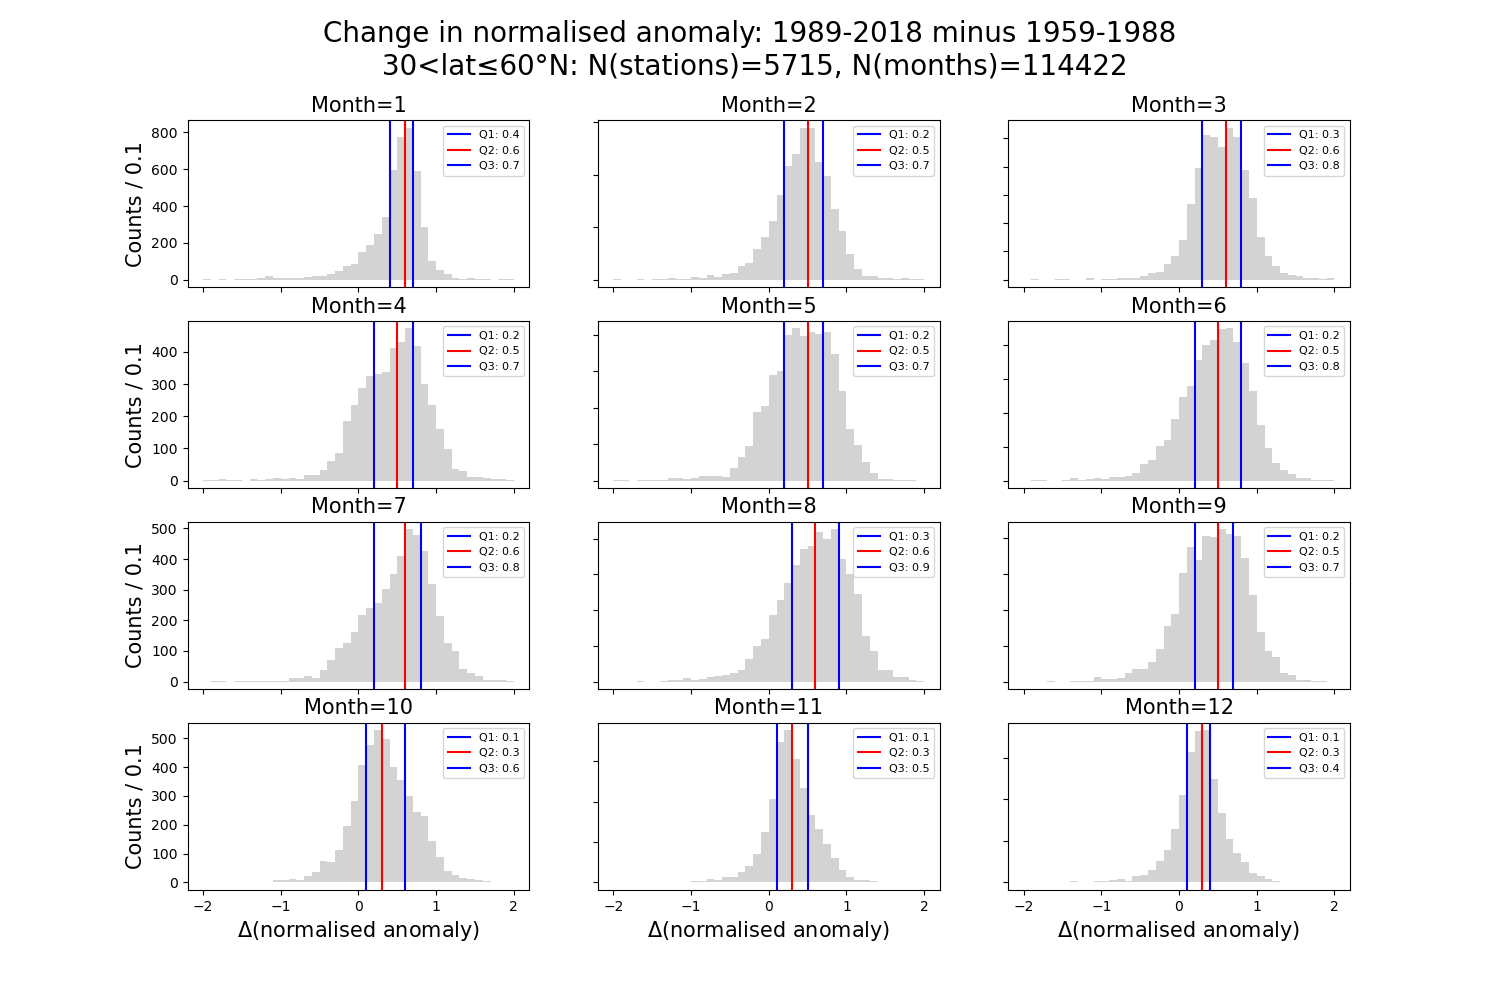 Change in normalised anomaly: 1989-2018 minus 1959-1988
30<lat≤60°N: N(stations)=5715, N(months)=114422
Month=1
Counts / 0.1
800
600
400
200
0
Q1: 0.4
Q2: 0.6
Q3: 0.7
Month=2
Q1: 0.2
Q2: 0.5
Q3: 0.7
Month=3
Q1: 0.3
Q2: 0.6
Q3: 0.8
Month=4
Counts / 0.1
400
300
200
100
0
Q1: 0.2
Q2: 0.5
Q3: 0.7
Month=5
Q1: 0.2
Q2: 0.5
Q3: 0.7
Month=6
Q1: 0.2
Q2: 0.5
Q3: 0.8
Month=7
Counts / 0.1
500
400
300
200
100
0
Q1: 0.2
Q2: 0.6
Q3: 0.8
Month=8
Q1: 0.3
Q2: 0.6
Q3: 0.9
Month=9
Q1: 0.2
Q2: 0.5
Q3: 0.7
Month=10
Counts / 0.1
500
400
300
200
100
0
Q1: 0.1
Q2: 0.3
Q3: 0.6
−2 −1 0 1 2
Δ(normalised anomaly)
Month=11
Q1: 0.1
Q2: 0.3
Q3: 0.5
−2 −1 0 1 2
Δ(normalised anomaly)
Month=12
Q1: 0.1
Q2: 0.3
Q3: 0.4
−2 −1 0 1 2
Δ(normalised anomaly)